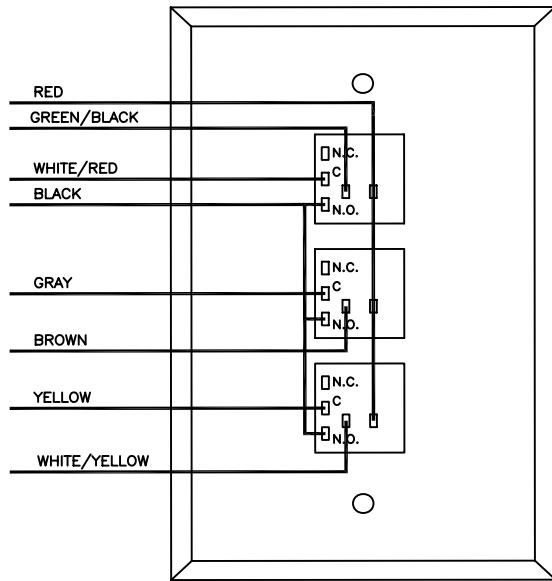 RED
GREEN/BLACK
N.C.
WHITE/RED
C
BLACK
N.O.
N.C.
GRAY
C
N.O.
BROWN
N.C.
YELLOW
C
N.O.
WHITE/YELLOW